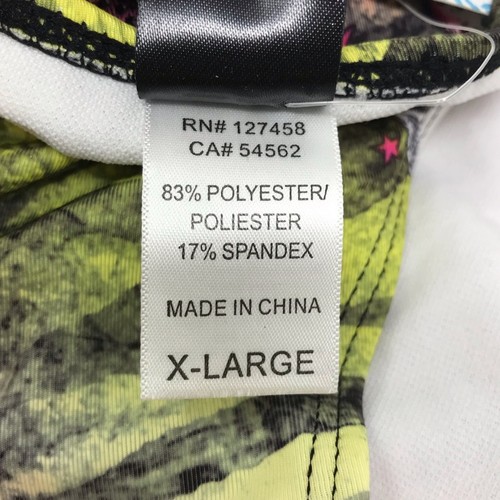 RN# 127458
CA# 54562
83% POLYESTER/
POLIESTER
17% SPANDEX
MADE IN CHINA
X-LARGE